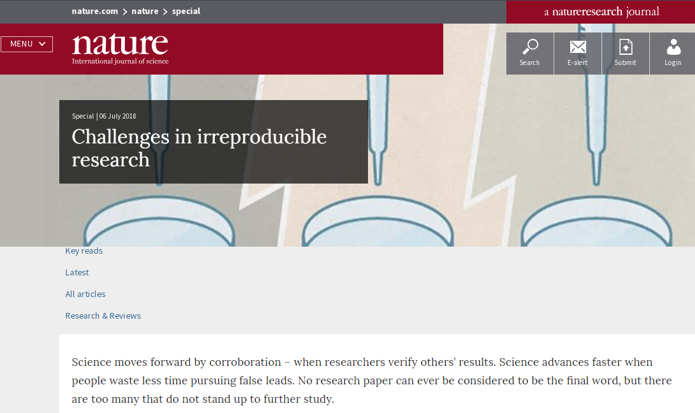 nature.com > nature > special
a natureresearch journal
MENU
nature
International journal of science
Search
E-alert
Submit
Login
Special | 06 July 2018
Challenges in irreproducible
research
Key reads
Latest
All articles
Research & Reviews
Science moves forward by corroboration – when researchers verify others’ results. Science advances faster when
people waste less time pursuing false leads. No research paper can ever be considered to be the final word, but there
are too many that do not stand up to further study.